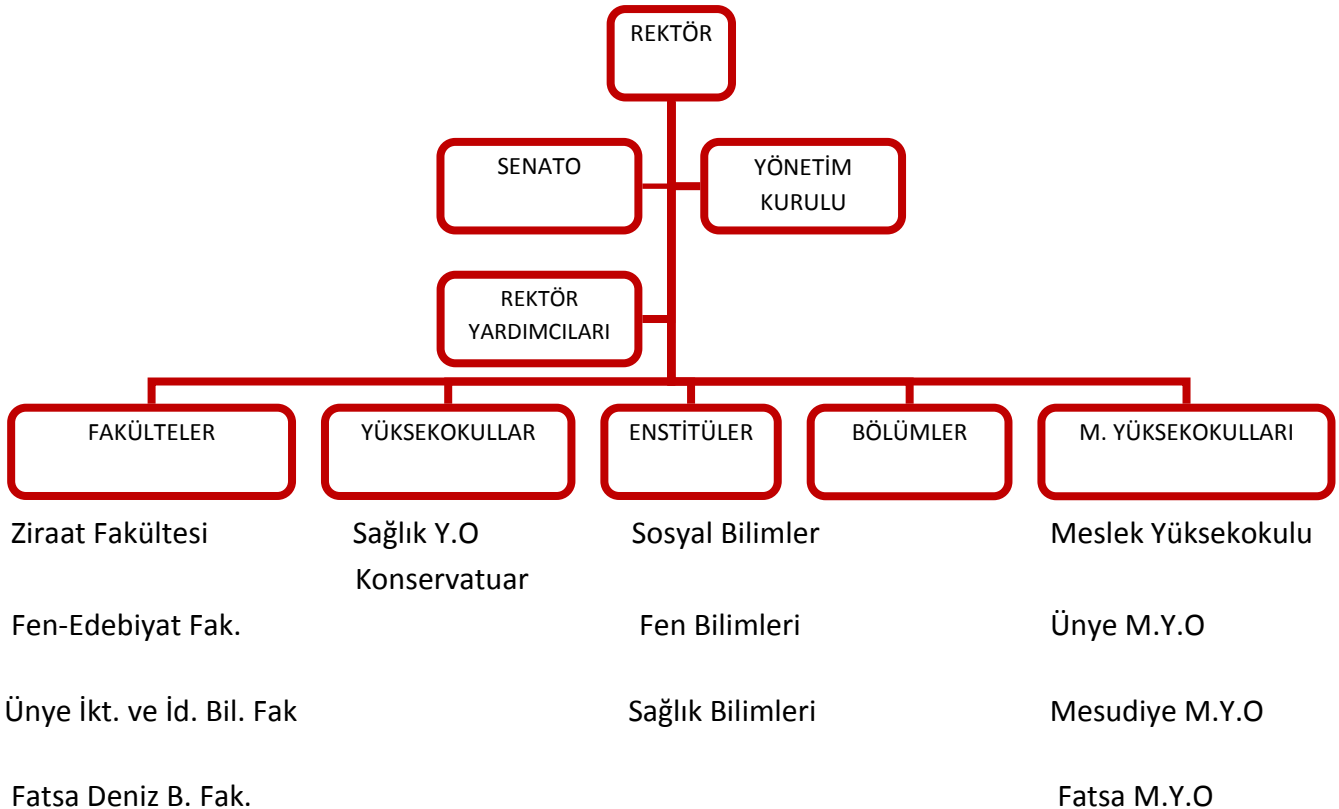 REKTÖR
SENATO
YÖNETİM
KURULU
REKTÖR
YARDIMCILARI
FAKÜLTELER
YÜKSEKOKULLAR
ENSTİTÜLER
BÖLÜMLER
M. YÜKSEKOKULLARI
Ziraat Fakültesi
Sağlık Y.O
Sosyal Bilimler
Meslek Yüksekokulu
Konservatuar
Fen-Edebiyat Fak.
Fen Bilimleri
Ünye M.Y.O
Ünye İkt. ve İd. Bil. Fak
Sağlık Bilimleri
Mesudiye M.Y.O
Fatsa Deniz B. Fak.
Fatsa M.Y.O